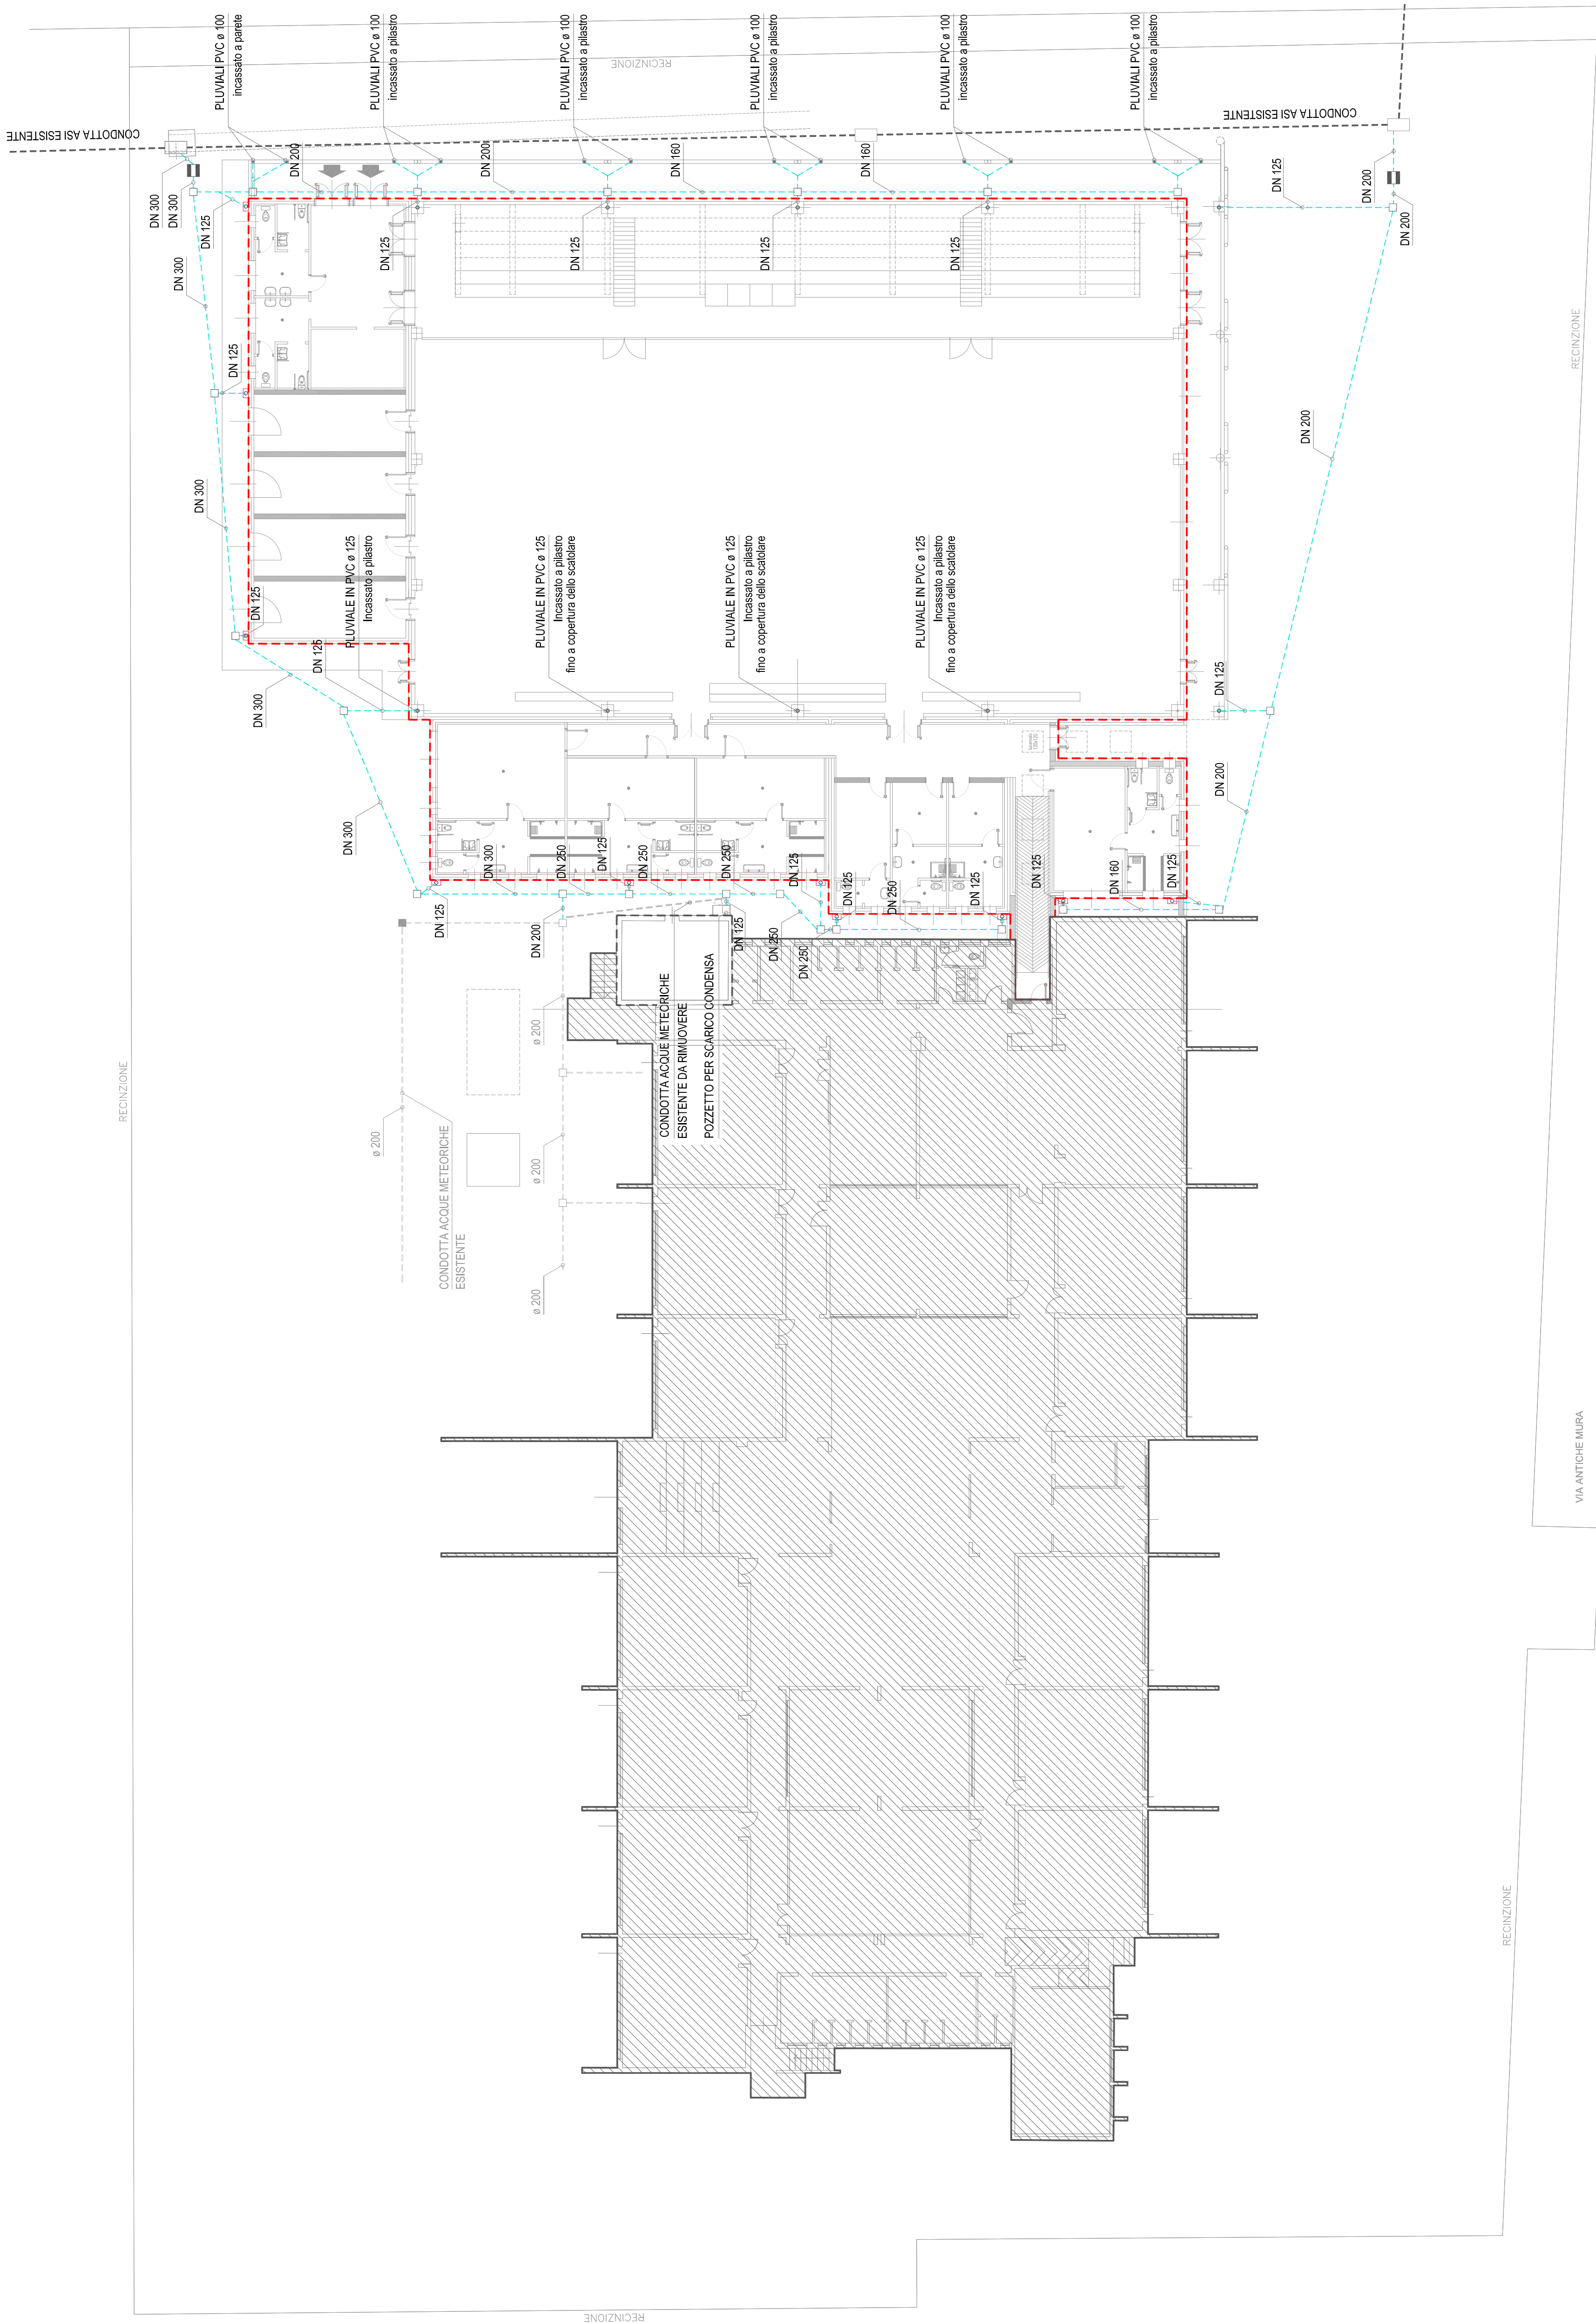 PLUVIALI PVC ø 100
incassato a parete
PLUVIALI PVC ø 100
incassato a pilastro
PLUVIALI PVC ø 100
incassato a pilastro
PLUVIALI PVC ø 100
incassato a pilastro
PLUVIALI PVC ø 100
incassato a pilastro
PLUVIALI PVC ø 100
incassato a pilastro
RECINZIONE
CONDOTTA ASI ESISTENTE
CONDOTTA ASI ESISTENTE
DN 300
DN 300
DN 125
DN 200
DN 200
DN 160
DN 160
DN 125
DN 200
DN 200
DN 300
DN 125
DN 125
DN 125
DN 125
DN 125
DN 300
DN 200
RECINZIONE
DN 125
DN 125
PLUVIALE IN PVC ø 125
Incassato a pilastro
PLUVIALE IN PVC ø 125
Incassato a pilastro
fino a copertura dello scatolare
PLUVIALE IN PVC ø 125
Incassato a pilastro
fino a copertura dello scatolare
PLUVIALE IN PVC ø 125
Incassato a pilastro
fino a copertura dello scatolare
DN 300
DN 125
DN 300
DN 200
DN 300
DN 250
DN 125
DN 250
DN 250
DN 125
DN 125
DN 250
DN 125
DN 125
DN 160
DN 125
DN 125
DN 200
DN 125
DN 250
DN 250
CONDOTTA ACQUE METEORICHE
ESISTENTE DA RIMUOVERE
POZZETTO PER SCARICO CONDENSA
ø 200
ø 200
ø 200
ø 200
CONDOTTA ACQUE METEORICHE
ESISTENTE
RECINZIONE
VIA ANTICHE MURA
RECINZIONE
RECINZIONE